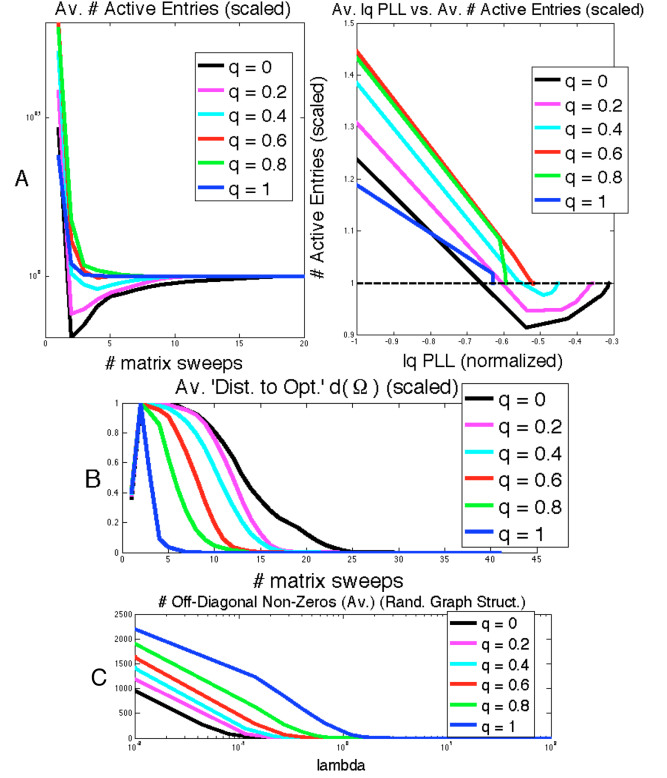 Av. # Active Entries (scaled)
q = 0
q = 0.2
q = 0.4
q = 0.6
q = 0.8
q = 1
A
0
5
10
15
20
# matrix sweeps
Av. lq PLL vs. Av. # Active Entries (scaled)
1.5
1.4
1.3
1.2
1.1
1
0.9
# Active Entries (scaled)
q = 0
q = 0.2
q = 0.4
q = 0.6
q = 0.8
q = 1
-1 -0.9 -0.8 -0.7 -0.6 -0.5 -0.4 -0.3
lq PLL (normalized)
Av. 'Dist. to Opt.' d(Ω) (scaled)
B
1
0.8
0.6
0.4
0.2
0
q = 0
q = 0.2
q = 0.4
q = 0.6
q = 0.8
q = 1
0 5 10 15 20 25 30 35 40 45
# matrix sweeps
# Off-Diagonal Non-Zeros (Av.) (Rand. Graph Struct.)
C
2500
2000
1500
1000
500
0
q = 0
q = 0.2
q = 0.4
q = 0.6
q = 0.8
q = 1
lambda